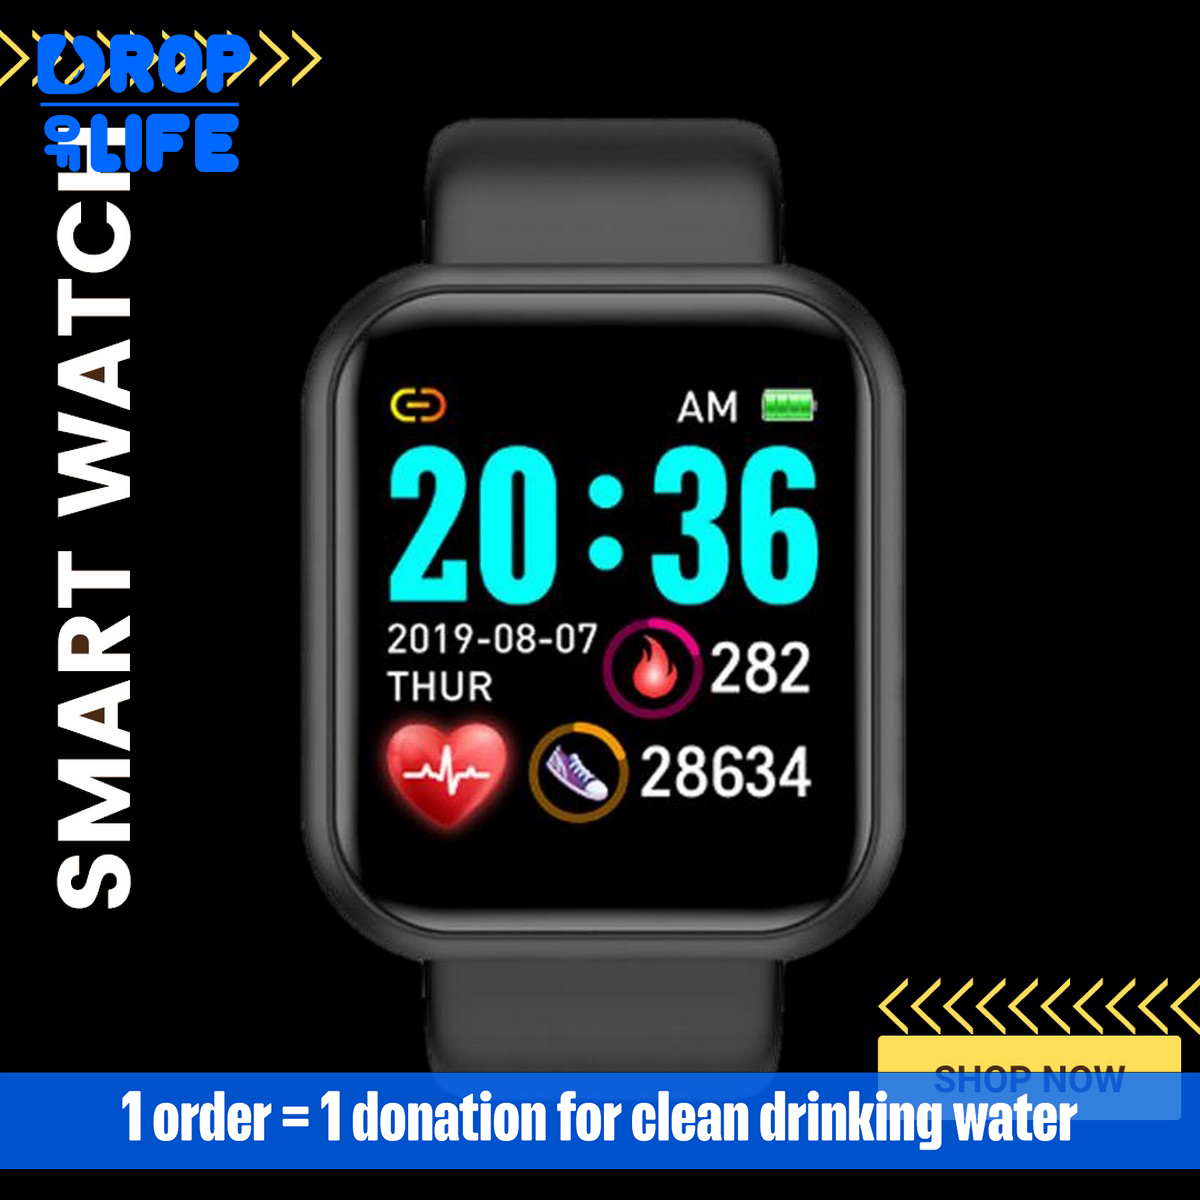 DROP
OF LIFE
SMART WATCH
AM
20:36
2019-08-07
THUR
282
28634
SHOP NOW
1 order = 1 donation for clean drinking water